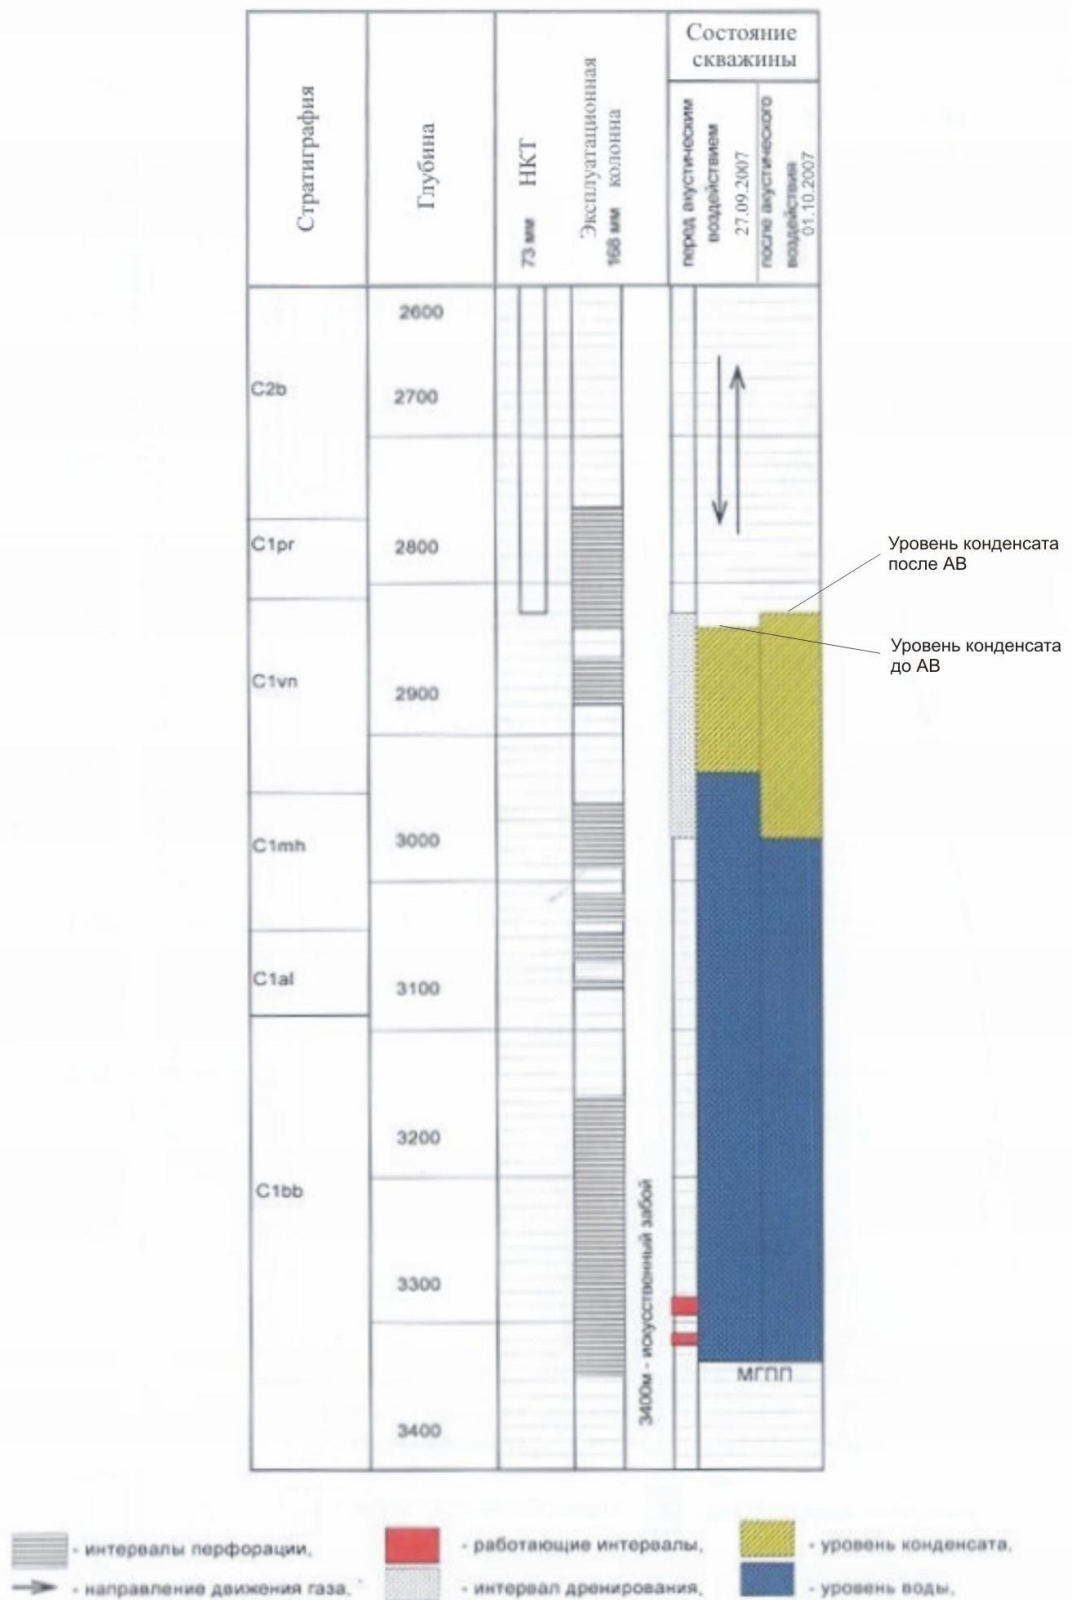 Состояние
скважины
Стратиграфия
Глубина
НКТ
73 мм
Эксплуатационная
168 мм колонна
перед акустическим
воздействием
27.09.2007
после акустического
воздействия
01.10.2007
2600
C2b
2700
C1pr
2800
Уровень конденсата
после АВ
Уровень конденсата
до АВ
C1vn
2900
C1mh
3000
C1al
3100
3200
C1bb
3300
3400м - искусственный забой
МГПП
3400
- интервалы перфорации,
- работающие интервалы,
- уровень конденсата,
- направление движения газа,
- интервал дренирования,
- уровень воды,